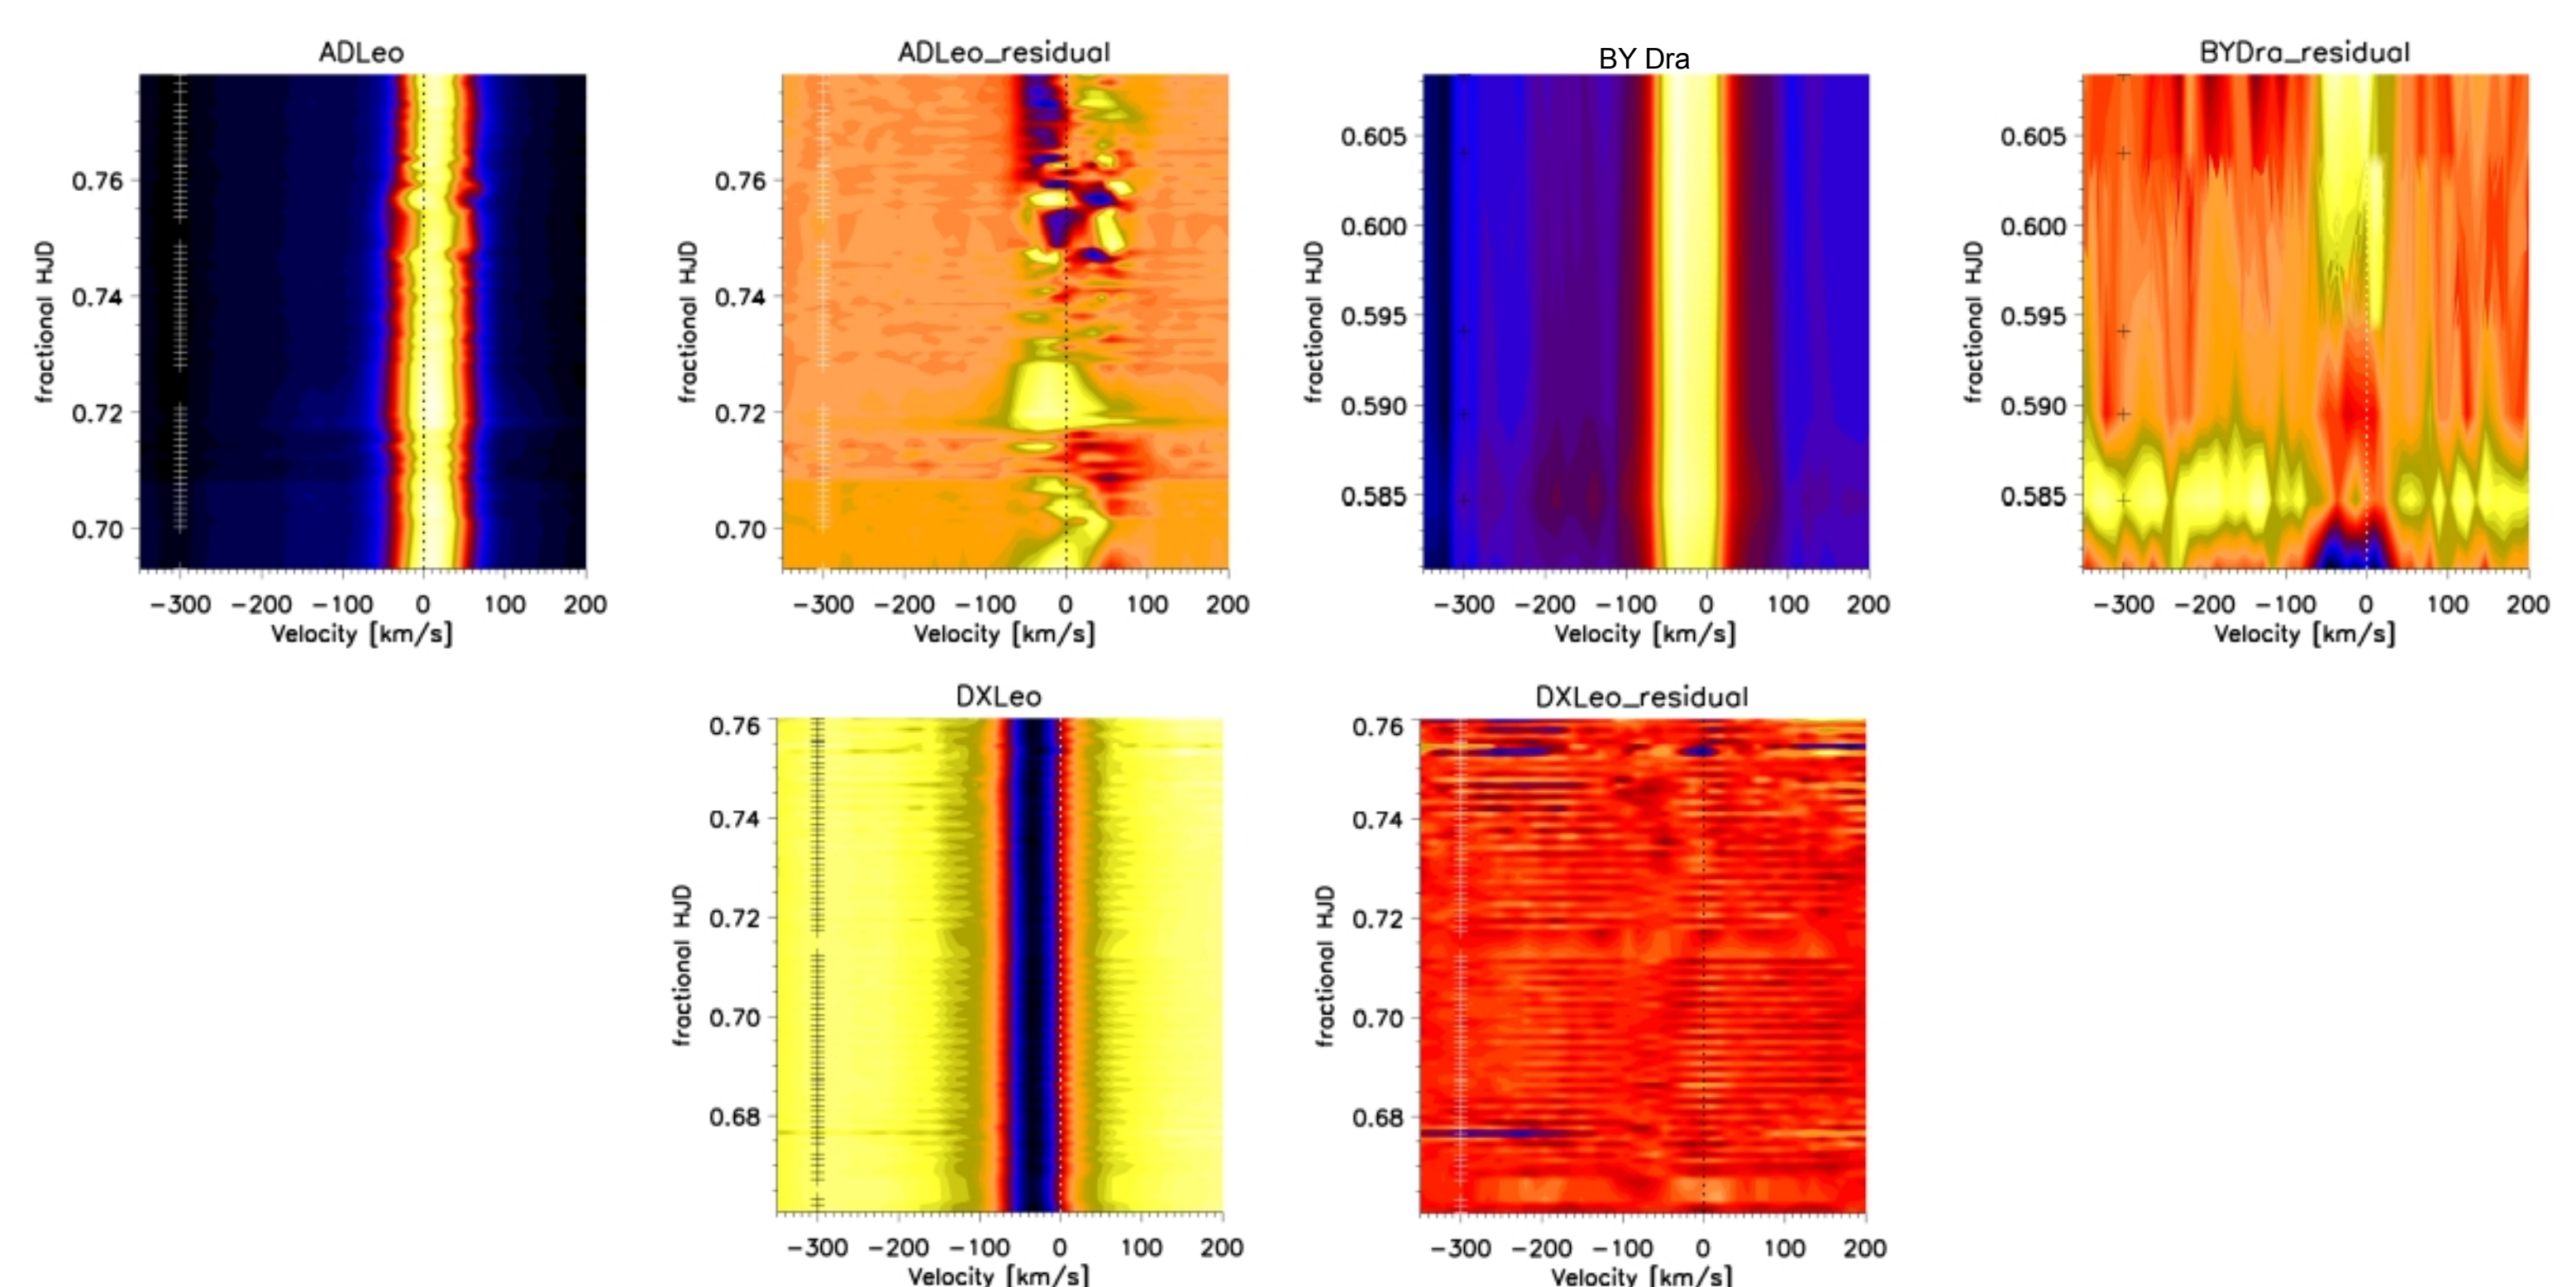 ADLeo
0.76
0.74
0.72
0.70
fractional HJD
-300 -200 -100 0 100 200
Velocity [km/s]
ADLeo_residual
0.76
0.74
0.72
0.70
fractional HJD
-300 -200 -100 0 100 200
Velocity [km/s]
BY Dra
0.605
0.600
0.595
0.590
0.585
fractional HJD
-300 -200 -100 0 100 200
Velocity [km/s]
BYDra_residual
0.605
0.600
0.595
0.590
0.585
fractional HJD
-300 -200 -100 0 100 200
Velocity [km/s]
DXLeo
0.76
0.74
0.72
0.70
0.68
fractional HJD
-300 -200 -100 0 100 200
Velocity [km/s]
DXLeo_residual
0.76
0.74
0.72
0.70
0.68
fractional HJD
-300 -200 -100 0 100 200
Velocity [km/s]